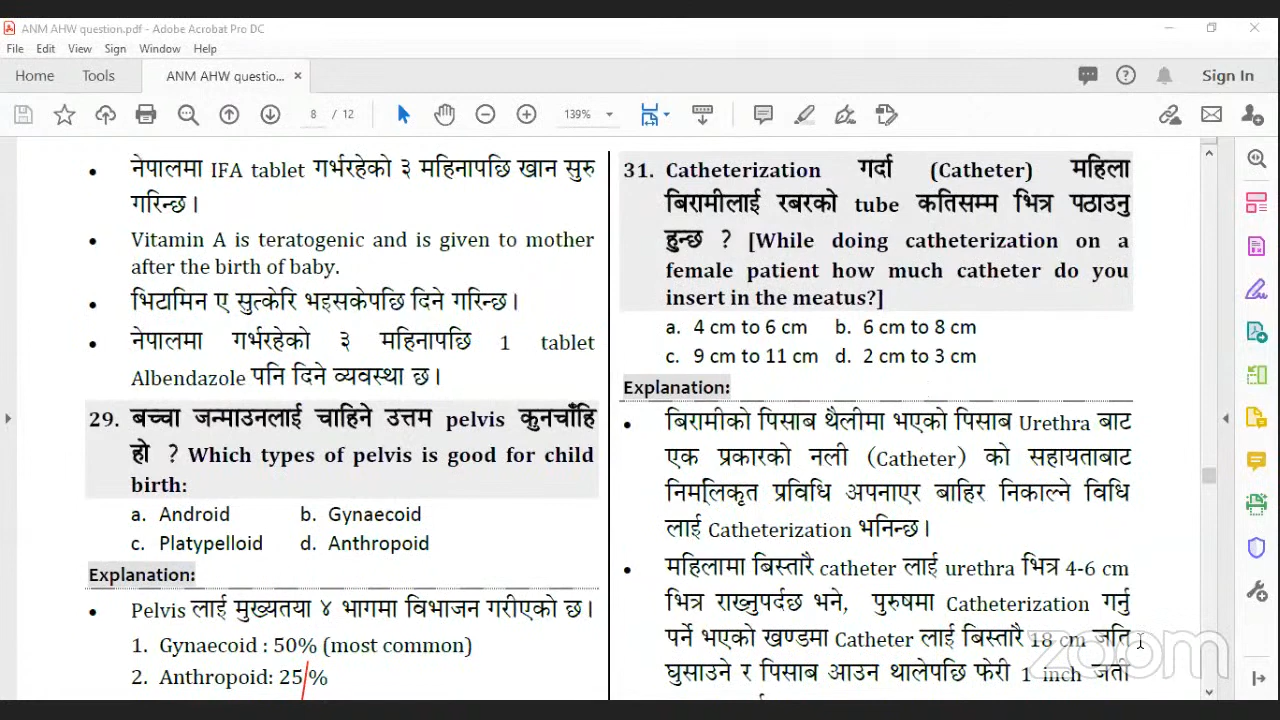 ANM AHW question.pdf - Adobe Acrobat Pro DC
File Edit View Sign Window Help
Home Tools ANM AHW questio... × Sign In
8 / 12 139%
• नेपालमा IFA tablet गर्भरहेको ३ महिनापछि खान सुरु
गरिन्छ।
• Vitamin A is teratogenic and is given to mother
after the birth of baby.
• भिटामिन ए सुत्केरि भइसकेपछि दिने गरिन्छ।
• नेपालमा गर्भरहेको ३ महिनापछि 1 tablet
Albendazole पनि दिने व्यवस्था छ।
29. बच्चा जन्माउनलाई चाहिने उत्तम pelvis कुनचाँहि
हो ? Which types of pelvis is good for child
birth:
a. Android b. Gynaecoid
c. Platypelloid d. Anthropoid
Explanation:
• Pelvis लाई मुख्यतया ४ भागमा विभाजन गरीएको छ।
1. Gynaecoid : 50% (most common)
2. Anthropoid: 25%
31. Catheterization गर्दा (Catheter) महिला
बिरामीलाई रबरको tube कतिसम्म भित्र पठाउनु
हुन्छ ? [While doing catheterization on a
female patient how much catheter do you
insert in the meatus?]
a. 4 cm to 6 cm b. 6 cm to 8 cm
c. 9 cm to 11 cm d. 2 cm to 3 cm
Explanation:
• बिरामीको पिसाब थैलीमा भएको पिसाब Urethra बाट
एक प्रकारको नली (Catheter) को सहायताबाट
निर्मलिकृत प्रविधि अपनाएर बाहिर निकाल्ने विधि
लाई Catheterization भनिन्छ।
• महिलामा बिस्तारै catheter लाई urethra भित्र 4-6 cm
भित्र राख्नुपर्दछ भने, पुरुषमा Catheterization गर्नु
पर्ने भएको खण्डमा Catheter लाई बिस्तारै 18 cm जति
घुसाउने र पिसाब आउन थालेपछि फेरी 1 inch जती
zoom